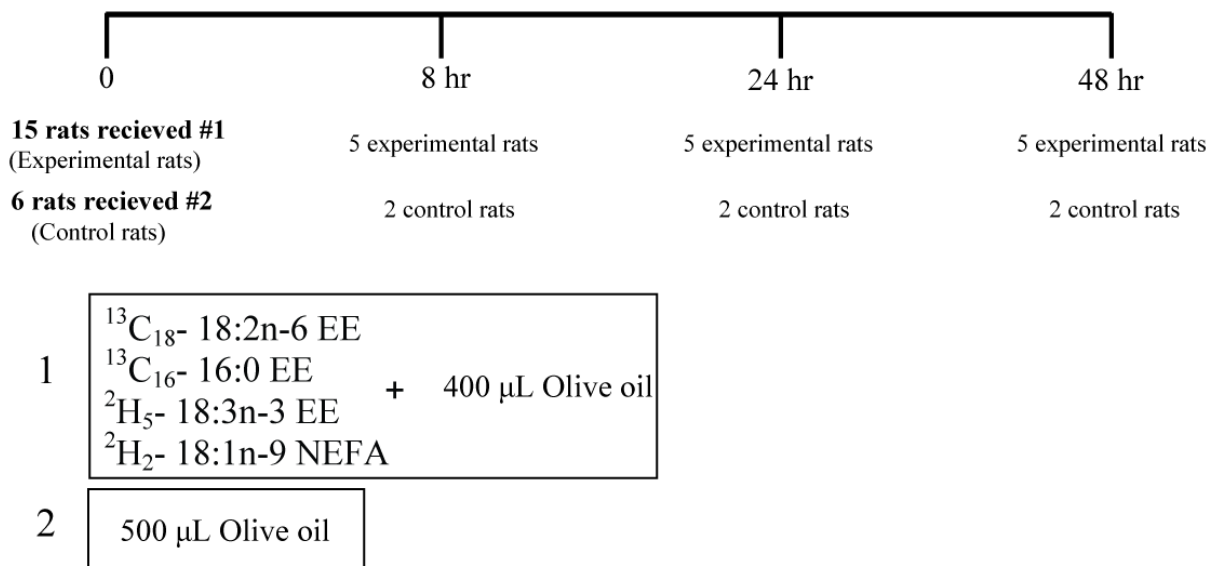 0 8 hr 24 hr 48 hr
15 rats recieved #1
(Experimental rats)
5 experimental rats 5 experimental rats 5 experimental rats
6 rats recieved #2
(Control rats)
2 control rats 2 control rats 2 control rats
1
¹³C₁₈- 18:2n-6 EE
¹³C₁₆- 16:0 EE
²H₅- 18:3n-3 EE
²H₂- 18:1n-9 NEFA
+ 400 μL Olive oil
2 500 μL Olive oil